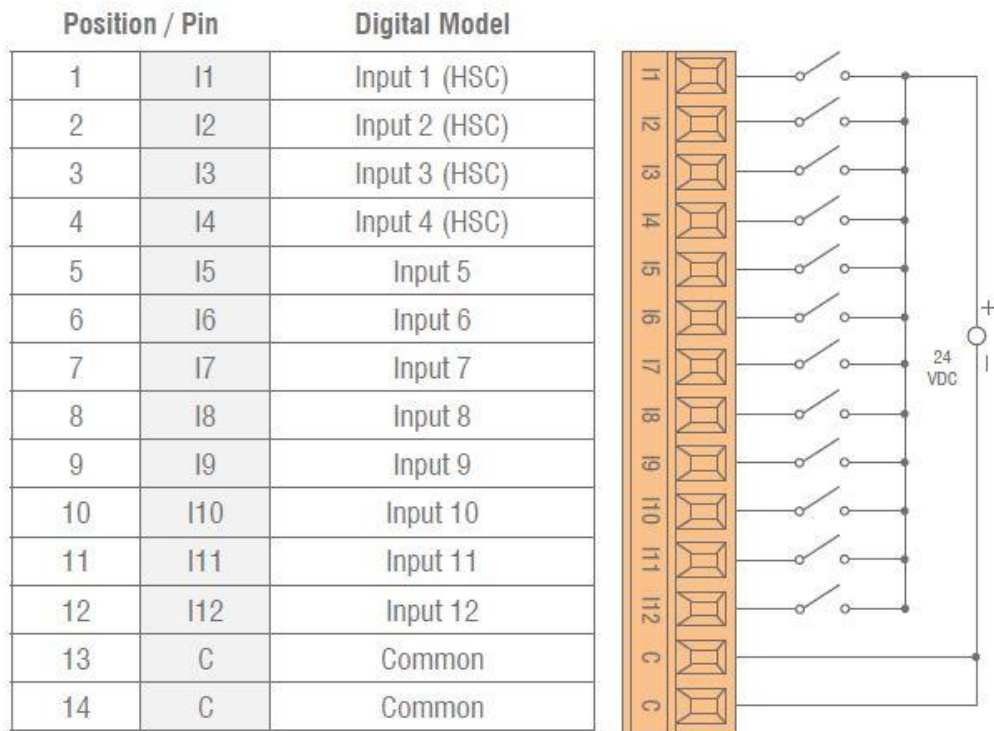 Position / Pin Digital Model
1 I1 Input 1 (HSC)
2 I2 Input 2 (HSC)
3 I3 Input 3 (HSC)
4 I4 Input 4 (HSC)
5 I5 Input 5
6 I6 Input 6
7 I7 Input 7
8 I8 Input 8
9 I9 Input 9
10 I10 Input 10
11 I11 Input 11
12 I12 Input 12
13 C Common
14 C Common
I1
I2
I3
I4
I5
I6
I7
I8
I9
I10
I11
I12
C
C
+
24
VDC
-